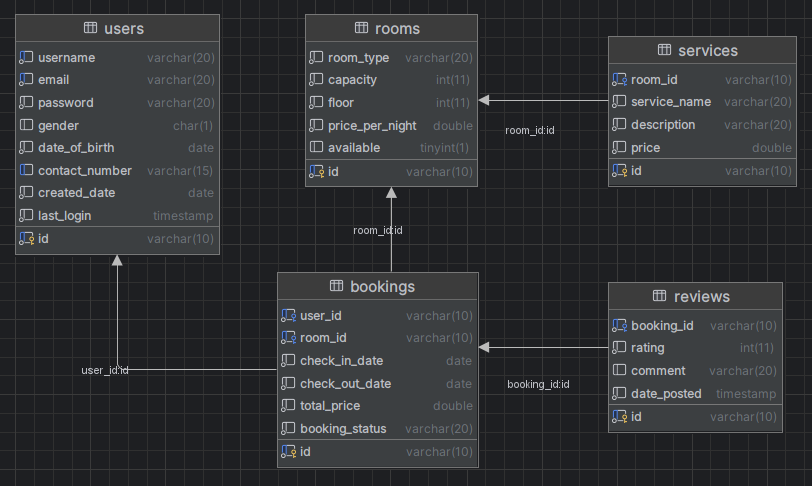 users
username varchar(20)
email varchar(20)
password varchar(20)
gender char(1)
date_of_birth date
contact_number varchar(15)
created_date date
last_login timestamp
id varchar(10)
rooms
room_type varchar(20)
capacity int(11)
floor int(11)
price_per_night double
available tinyint(1)
id varchar(10)
services
room_id varchar(10)
service_name varchar(20)
description varchar(20)
price double
id varchar(10)
room_id:id
room_id:id
bookings
user_id varchar(10)
room_id varchar(10)
check_in_date date
check_out_date date
total_price double
booking_status varchar(20)
id varchar(10)
user_id:id
reviews
booking_id varchar(10)
rating int(11)
comment varchar(20)
date_posted timestamp
id varchar(10)
booking_id:id